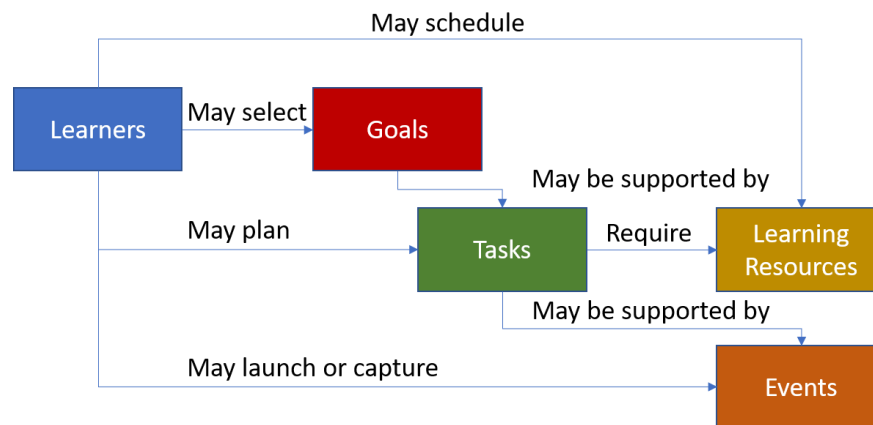 May schedule
Learners
May select
Goals
May be supported by
May plan
Tasks
Require
Learning
Resources
May be supported by
May launch or capture
Events